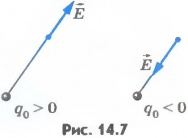 E⃗
E⃗
q₀ > 0
q₀ < 0
Рис. 14.7